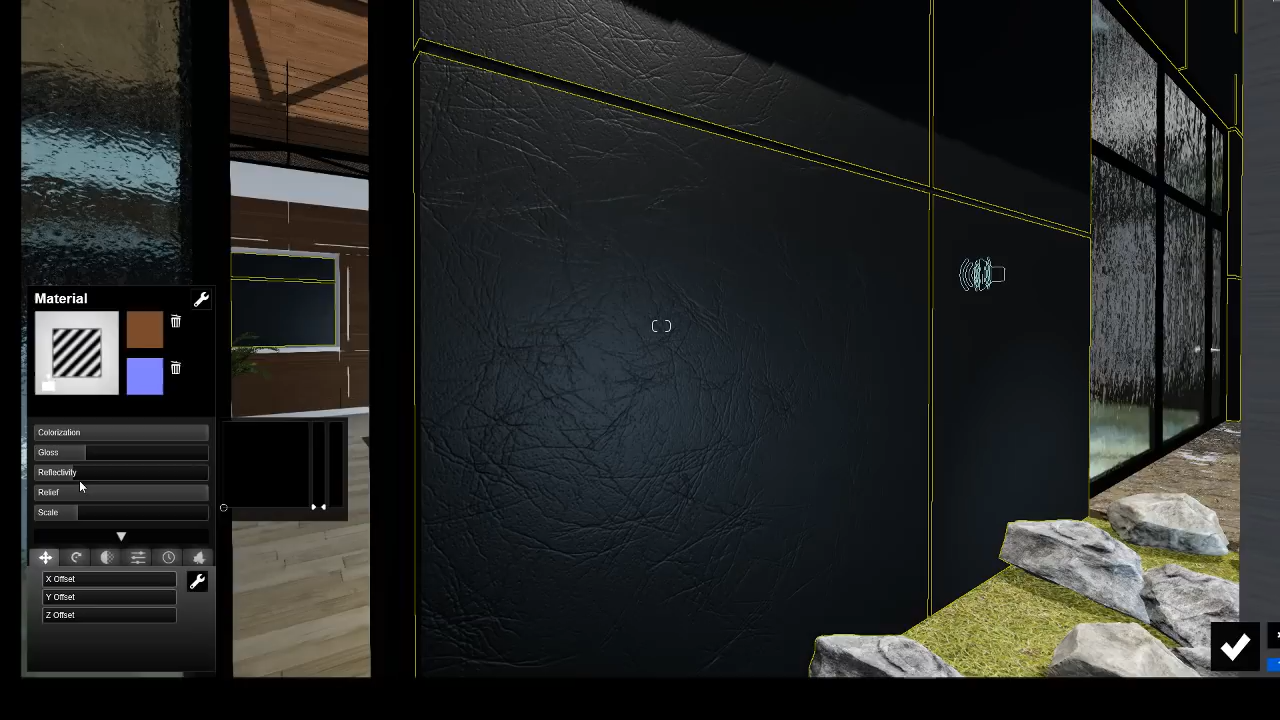 Material
Colorization
Gloss
Reflectivity
Relief
Scale
X Offset
Y Offset
Z Offset